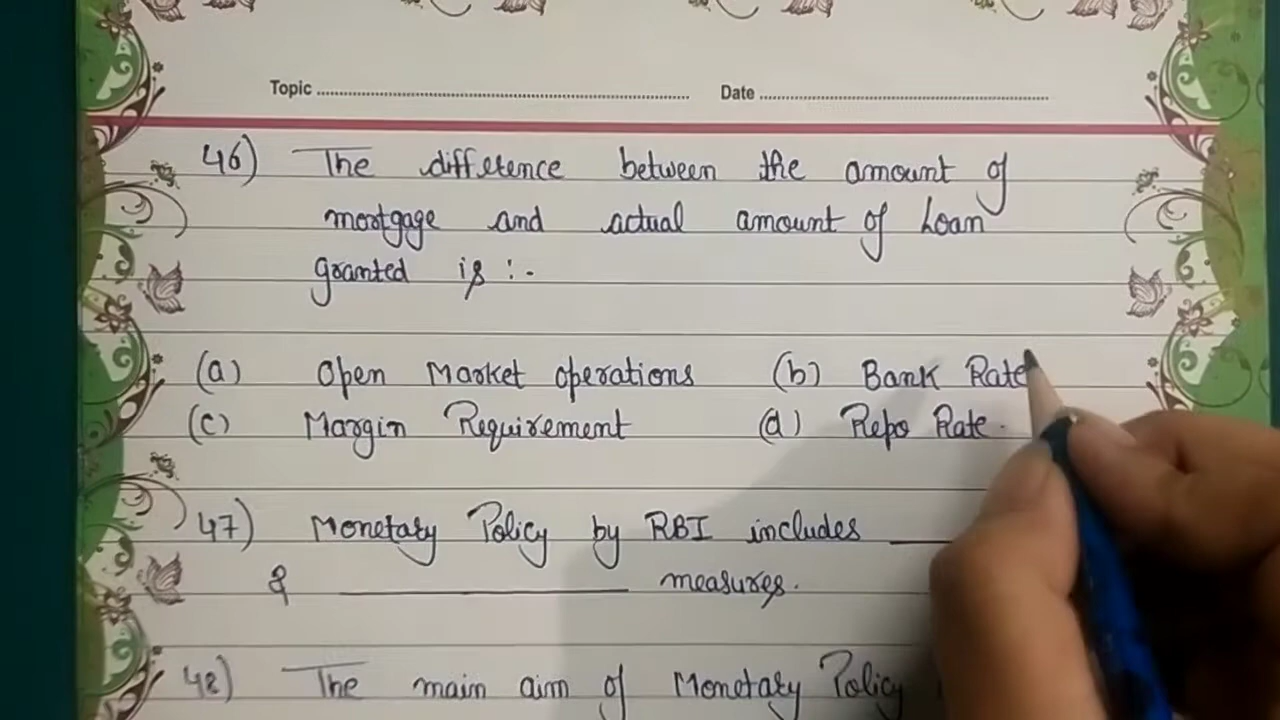 Topic ........................ Date ........................
46) The difference between the amount of
mortgage and actual amount of Loan
granted is :-
(a) Open Market operations (b) Bank Rate
(c) Margin Requirement (d) Repo Rate.
47) Monetary Policy by RBI includes ____
& ____________ measures.
48) The main aim of Monetary Policy